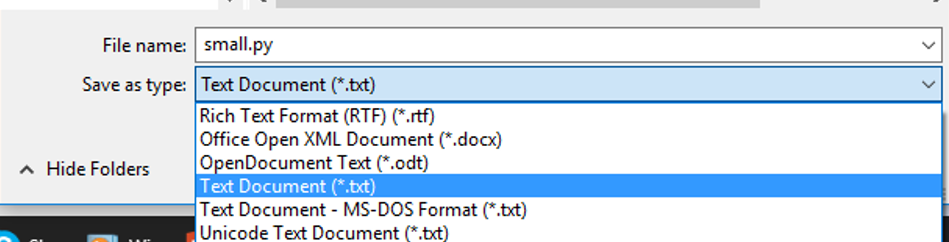 File name: small.py
Save as type: Text Document (*.txt)
Rich Text Format (RTF) (*.rtf)
Office Open XML Document (*.docx)
OpenDocument Text (*.odt)
Hide Folders
Text Document (*.txt)
Text Document - MS-DOS Format (*.txt)
Unicode Text Document (*.txt)